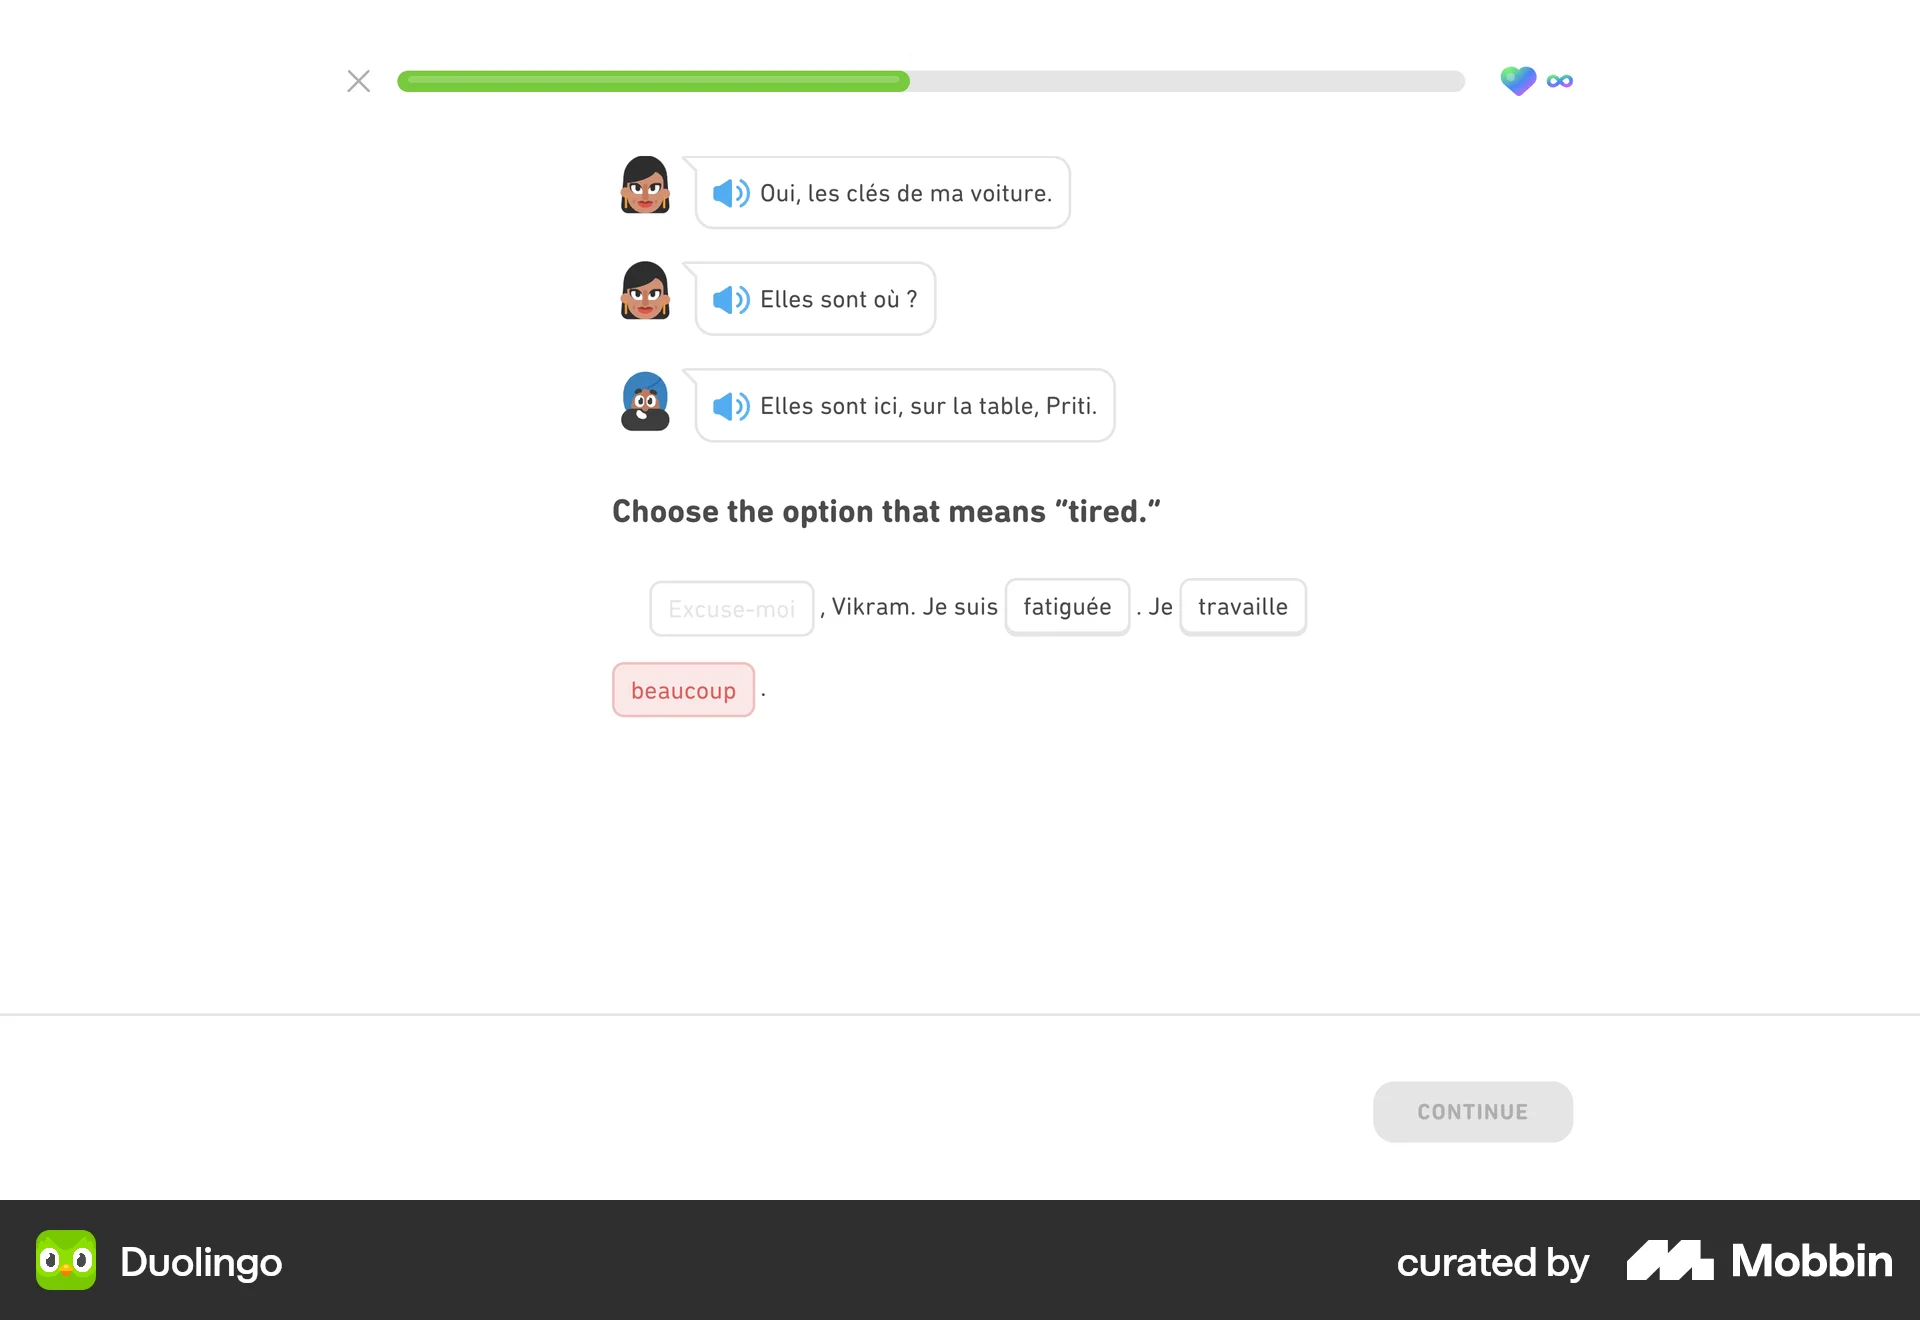 Oui, les clés de ma voiture.
Elles sont où ?
Elles sont ici, sur la table, Priti.
Choose the option that means "tired."
Excuse-moi , Vikram. Je suis fatiguée . Je travaille
beaucoup .
CONTINUE
Duolingo
curated by Mobbin